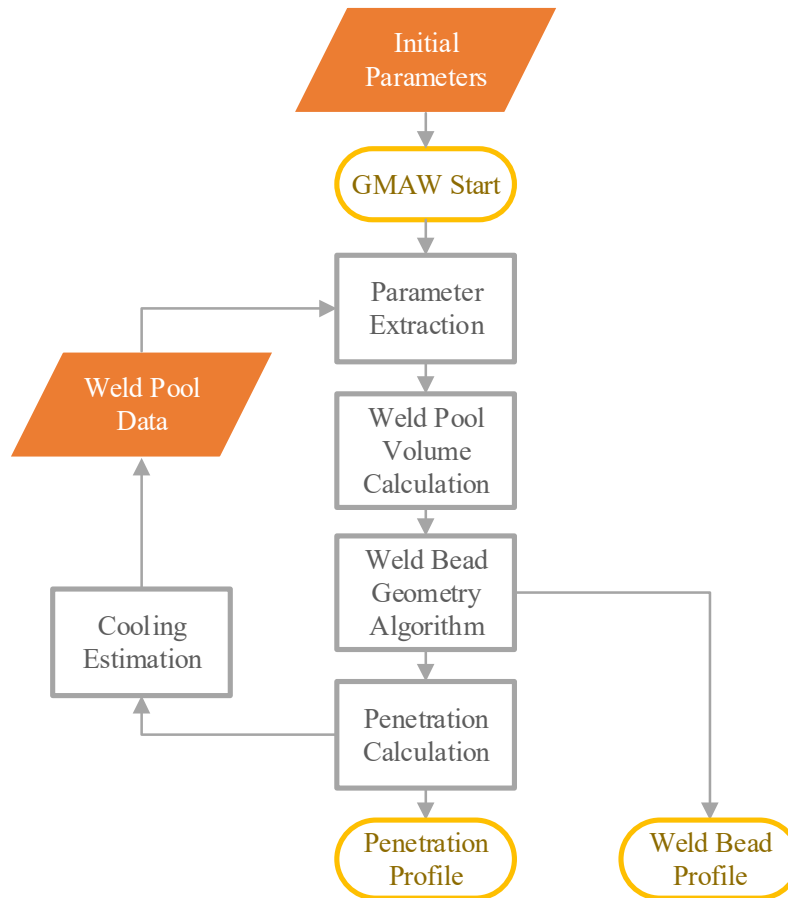 Initial
Parameters
GMAW Start
Parameter
Extraction
Weld Pool
Data
Weld Pool
Volume
Calculation
Weld Bead
Geometry
Algorithm
Cooling
Estimation
Penetration
Calculation
Penetration
Profile
Weld Bead
Profile